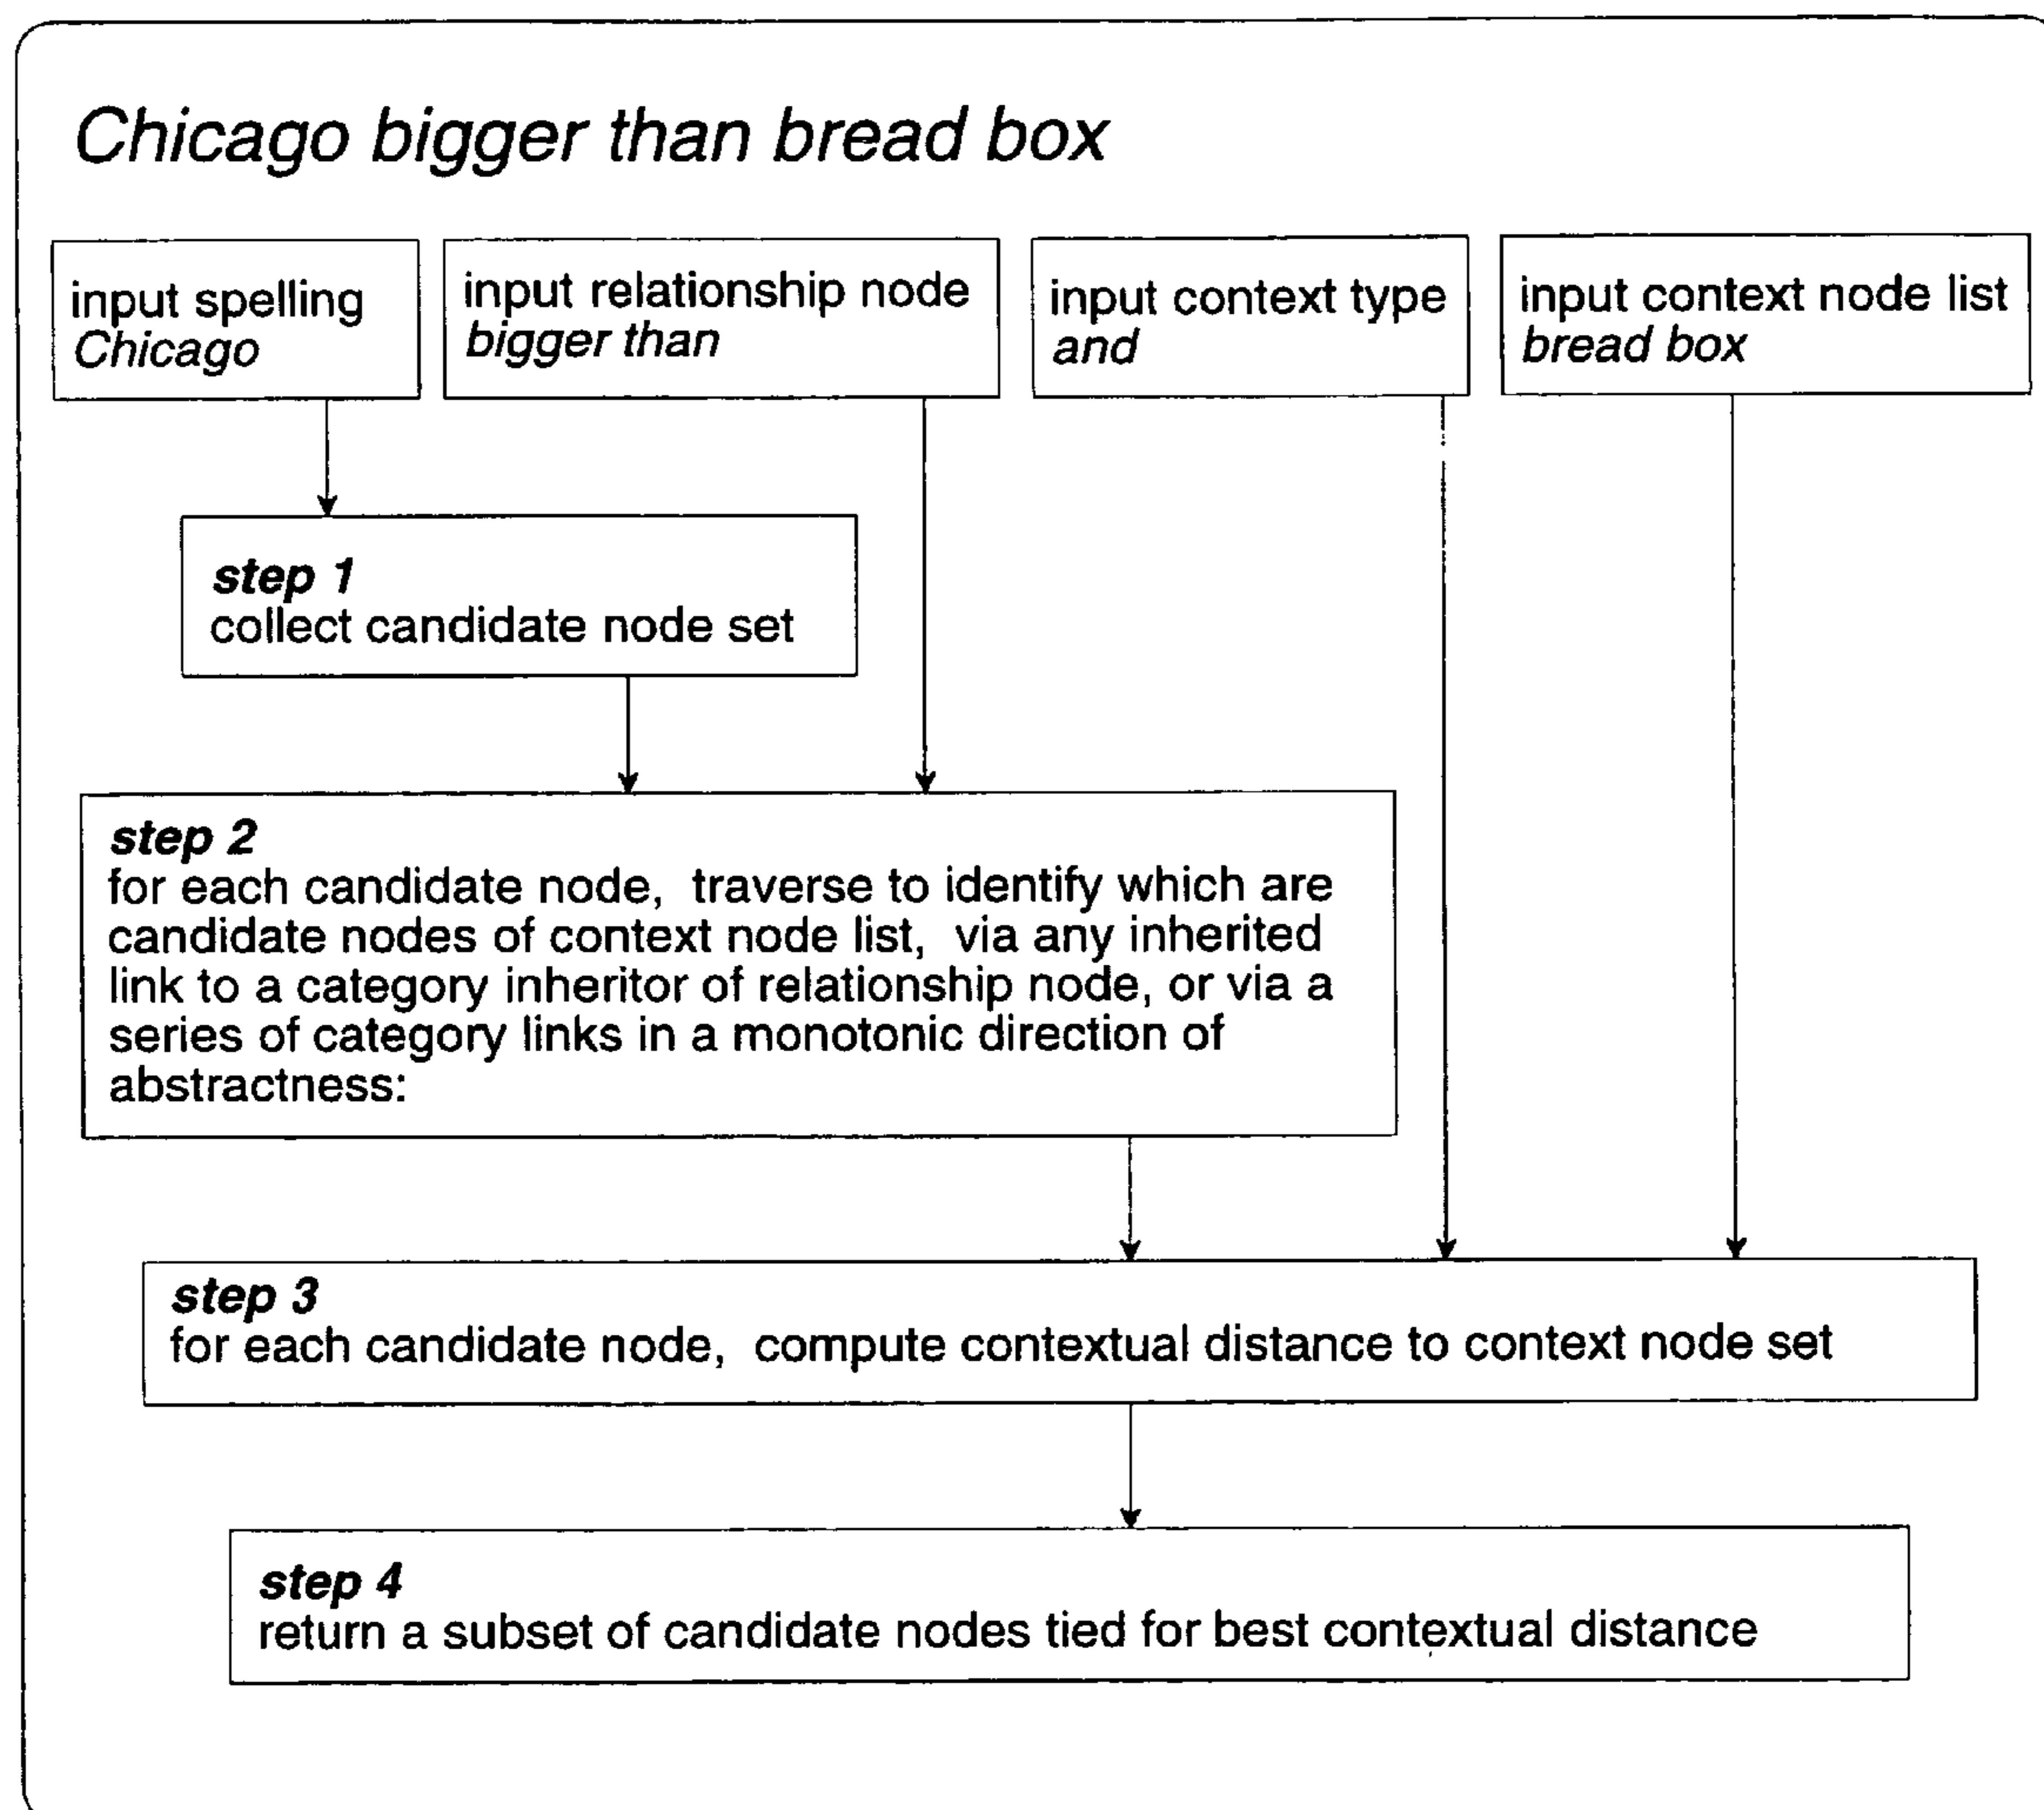 Chicago bigger than bread box
input spelling
Chicago
input relationship node
bigger than
input context type
and
input context node list
bread box
step 1
collect candidate node set
step 2
for each candidate node, traverse to identify which are
candidate nodes of context node list, via any inherited
link to a category inheritor of relationship node, or via a
series of category links in a monotonic direction of
abstractness:
step 3
for each candidate node, compute contextual distance to context node set
step 4
return a subset of candidate nodes tied for best contextual distance